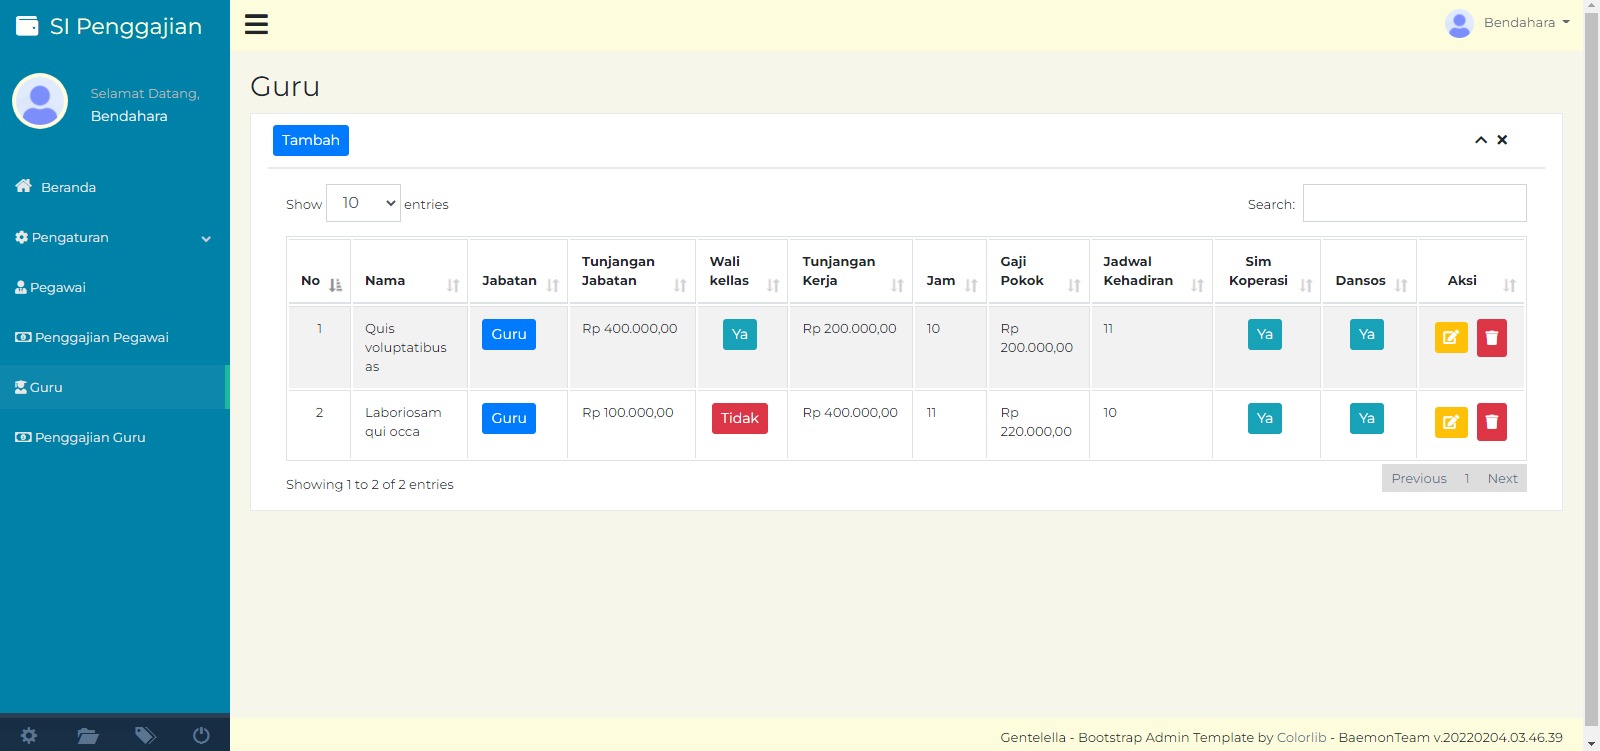 SI Penggajian
Bendahara
Selamat Datang,
Bendahara
Beranda
Pengaturan
Pegawai
Penggajian Pegawai
Guru
Penggajian Guru
Guru
Tambah
Show 10 entries
Search:
No Nama Jabatan Tunjangan Jabatan Wali kellas Tunjangan Kerja Jam Gaji Pokok Jadwal Kehadiran Sim Koperasi Dansos Aksi
1 Quis voluptatibus as Guru Rp 400.000,00 Ya Rp 200.000,00 10 Rp 200.000,00 11 Ya Ya
2 Laboriosam qui occa Guru Rp 100.000,00 Tidak Rp 400.000,00 11 Rp 220.000,00 10 Ya Ya
Showing 1 to 2 of 2 entries
Previous 1 Next
Gentelella - Bootstrap Admin Template by Colorlib - BaemonTeam v.20220204.03.46.39